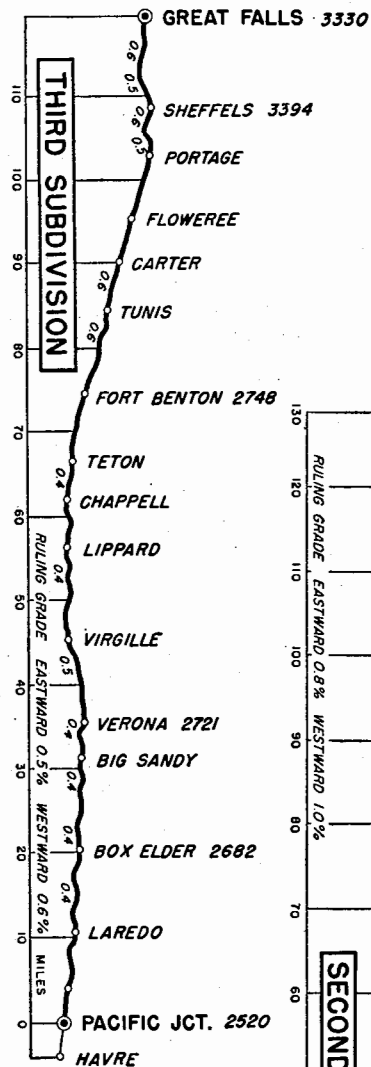 GREAT FALLS 3330
0.6
0.5
SHEFFELS 3394
0.6
0.5
PORTAGE
FLOWEREE
CARTER
0.6
TUNIS
0.6
FORT BENTON 2748
TETON
0.4
CHAPPELL
LIPPARD
0.4
VIRGILLE
0.5
VERONA 2721
0.4
BIG SANDY
0.4
0.4
BOX ELDER 2682
0.4
LAREDO
PACIFIC JCT. 2520
HAVRE
THIRD SUBDIVISION
110
100
90
80
70
60
50
40
30
20
10
0
RULING GRADE EASTWARD 0.5% WESTWARD 0.6%
MILES
130
120
110
100
90
80
70
60
RULING GRADE EASTWARD 0.8% WESTWARD 1.0%
SECOND